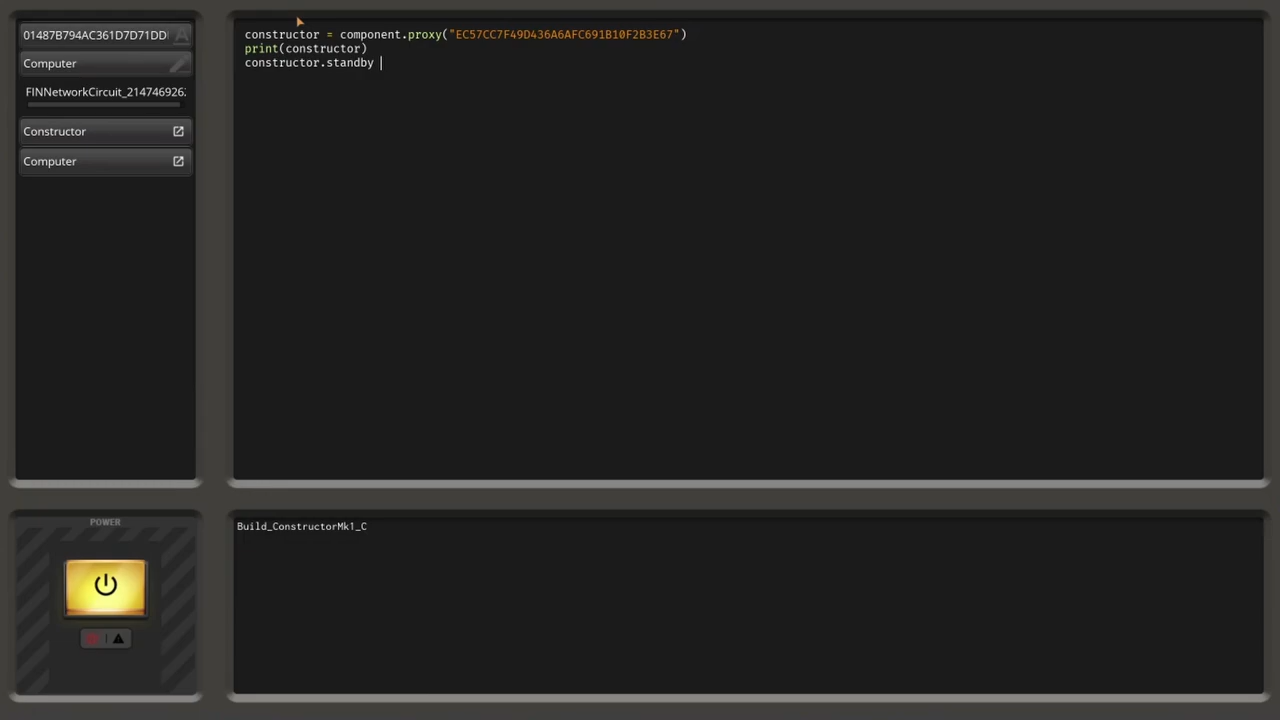 01487B794AC361D7D71DD
Computer
FINNetworkCircuit_214746926
Constructor
Computer
constructor = component.proxy("EC57CC7F49D436A6AFC691B10F2B3E67")
print(constructor)
constructor.standby
POWER
Build_ConstructorMk1_C